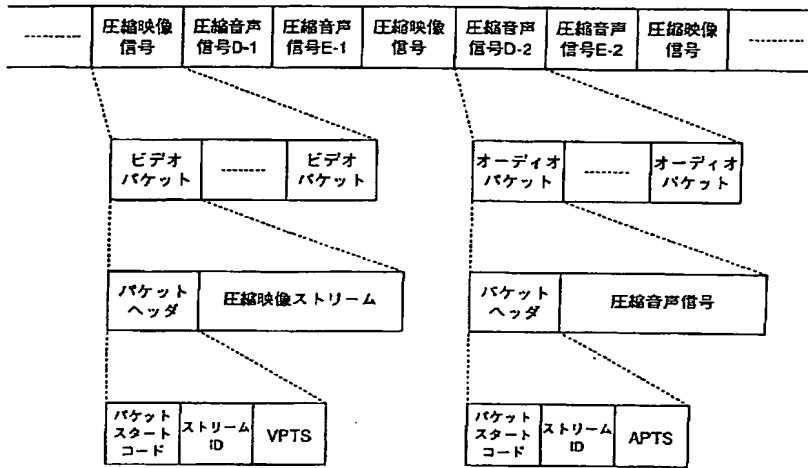 圧縮映像
信号
圧縮音声
信号D-1
圧縮音声
信号E-1
圧縮映像
信号
圧縮音声
信号D-2
圧縮音声
信号E-2
圧縮映像
信号
ビデオ
パケット
ビデオ
パケット
オーディオ
パケット
オーディオ
パケット
パケット
ヘッダ
圧縮映像ストリーム
パケット
ヘッダ
圧縮音声信号
パケット
スタート
コード
ストリーム
ID
VPTS
パケット
スタート
コード
ストリーム
ID
APTS